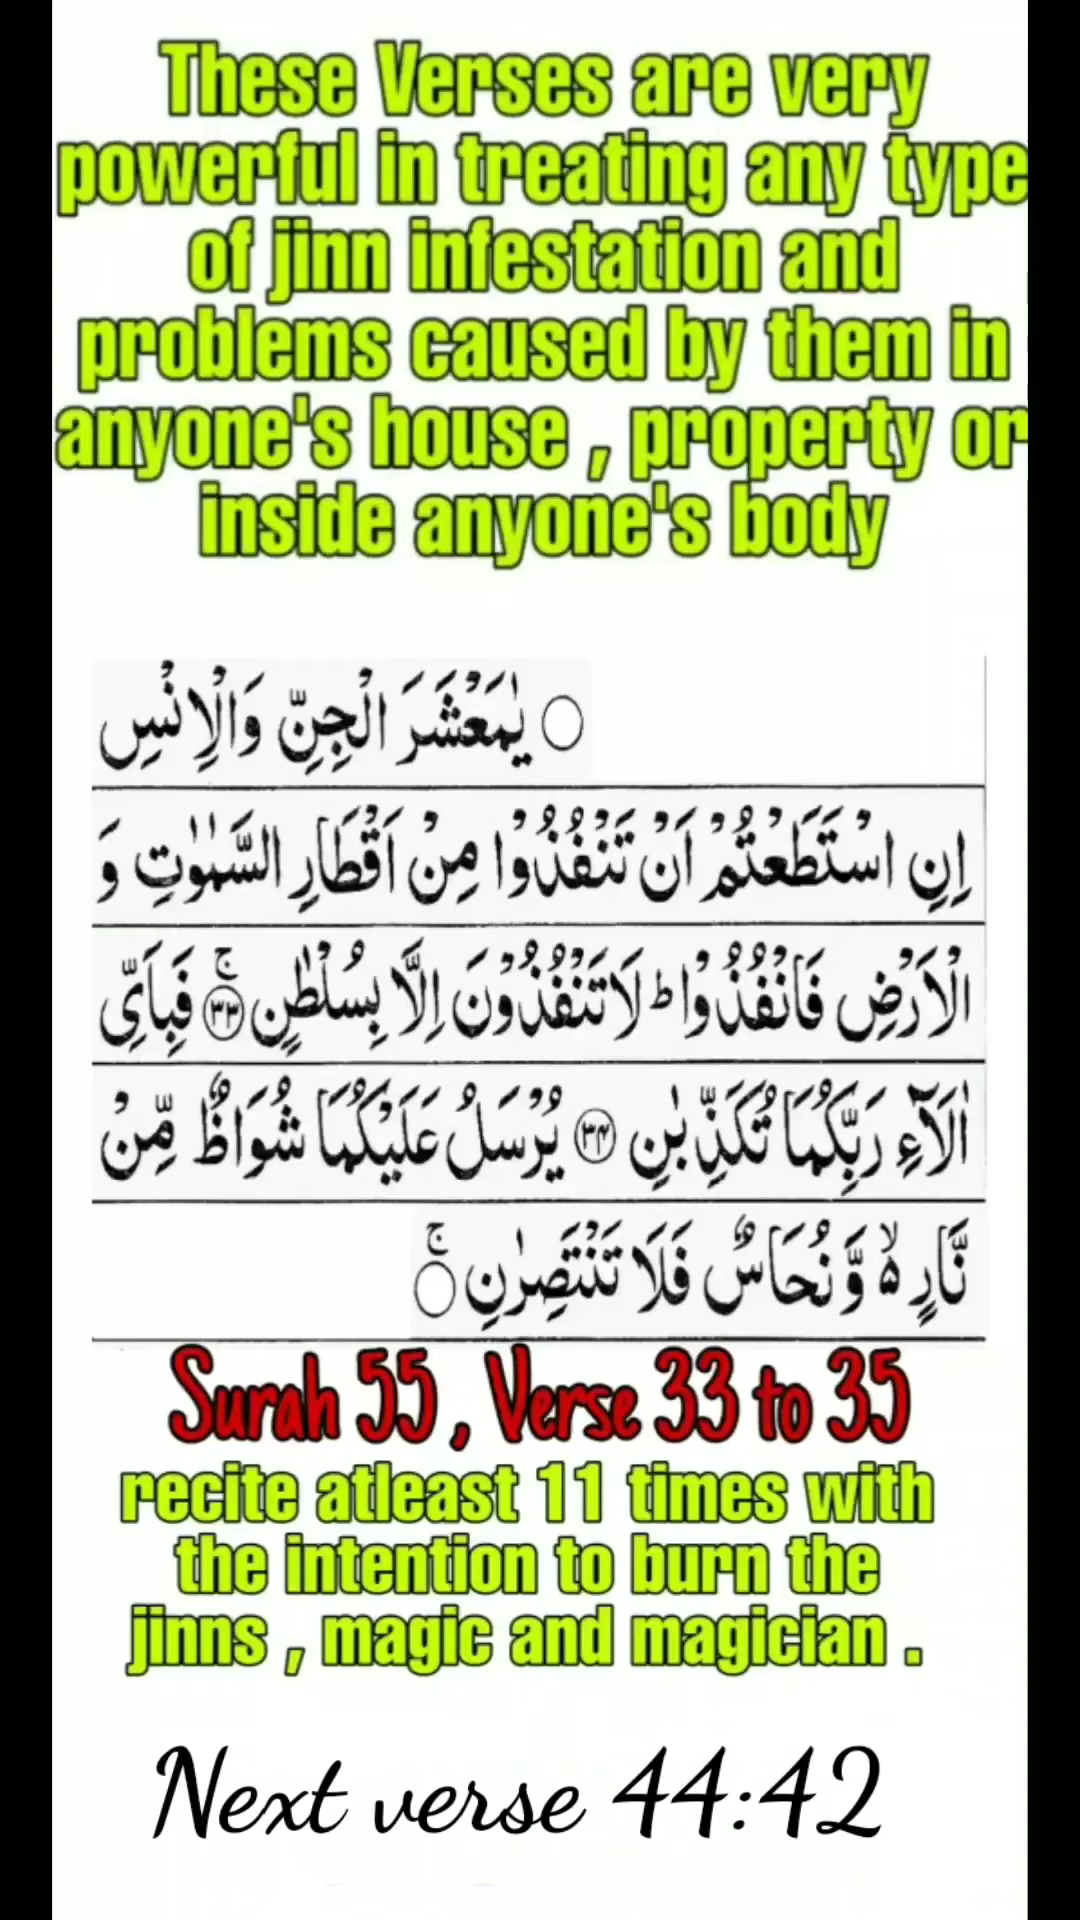 These Verses are very
powerful in treating any type
of jinn infestation and
problems caused by them in
anyone's house , property or
inside anyone's body
یٰمَعْشَرَ الْجِنِّ وَالْاِنْسِ
اِنِ اسْتَطَعْتُمْ اَنْ تَنْفُذُوْا مِنْ اَقْطَارِ السَّمٰوٰتِ وَ
الْاَرْضِ فَانْفُذُوْا ؕ لَا تَنْفُذُوْنَ اِلَّا بِسُلْطٰنٍ ۚ ﴿۳۳﴾ فَبِاَیِّ
اٰلَآءِ رَبِّكُمَا تُكَذِّبٰنِ ﴿۳۴﴾ یُرْسَلُ عَلَیْكُمَا شُوَاظٌ مِّنْ
نَّارٍ ۙ۬ وَّ نُحَاسٌ فَلَا تَنْتَصِرٰنِ ۚ
Surah 55 , Verse 33 to 35
recite atleast 11 times with
the intention to burn the
jinns , magic and magician .
Next verse 44:42